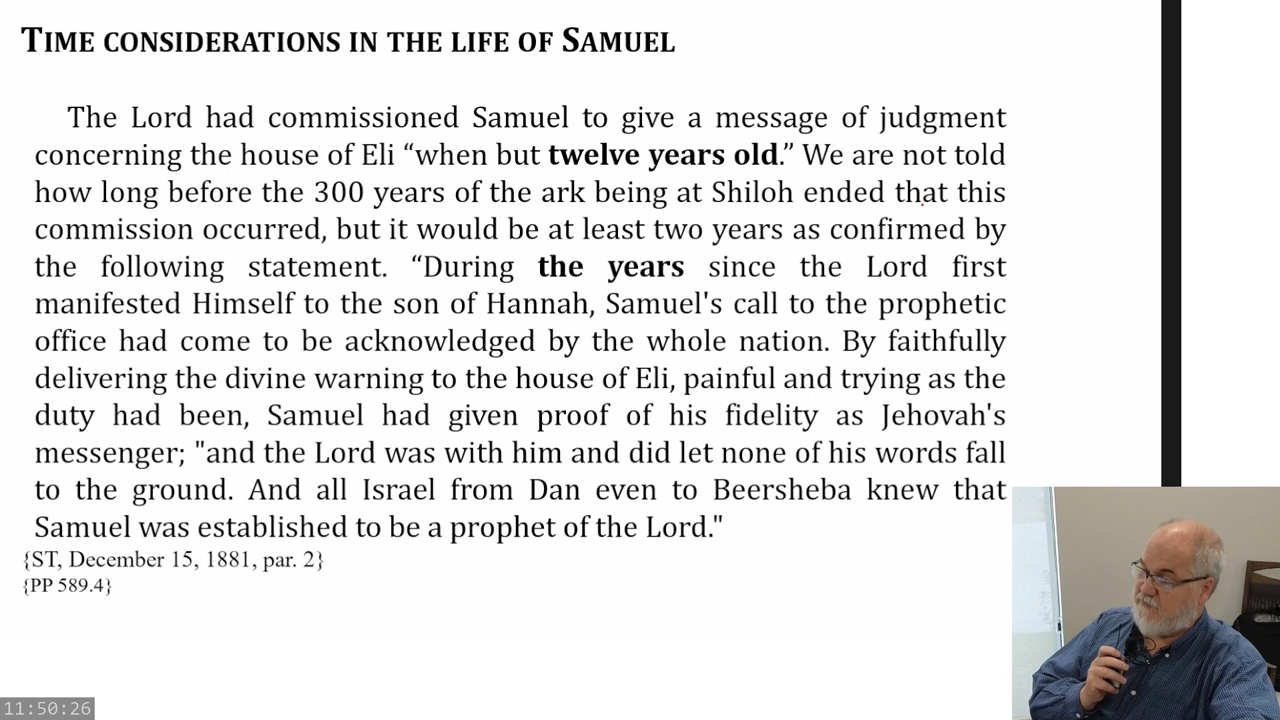 TIME CONSIDERATIONS IN THE LIFE OF SAMUEL
The Lord had commissioned Samuel to give a message of judgment
concerning the house of Eli “when but twelve years old.” We are not told
how long before the 300 years of the ark being at Shiloh ended that this
commission occurred, but it would be at least two years as confirmed by
the following statement. “During the years since the Lord first
manifested Himself to the son of Hannah, Samuel's call to the prophetic
office had come to be acknowledged by the whole nation. By faithfully
delivering the divine warning to the house of Eli, painful and trying as the
duty had been, Samuel had given proof of his fidelity as Jehovah's
messenger; "and the Lord was with him and did let none of his words fall
to the ground. And all Israel from Dan even to Beersheba knew that
Samuel was established to be a prophet of the Lord."
{ST, December 15, 1881, par. 2}
{PP 589.4}
11:50:26